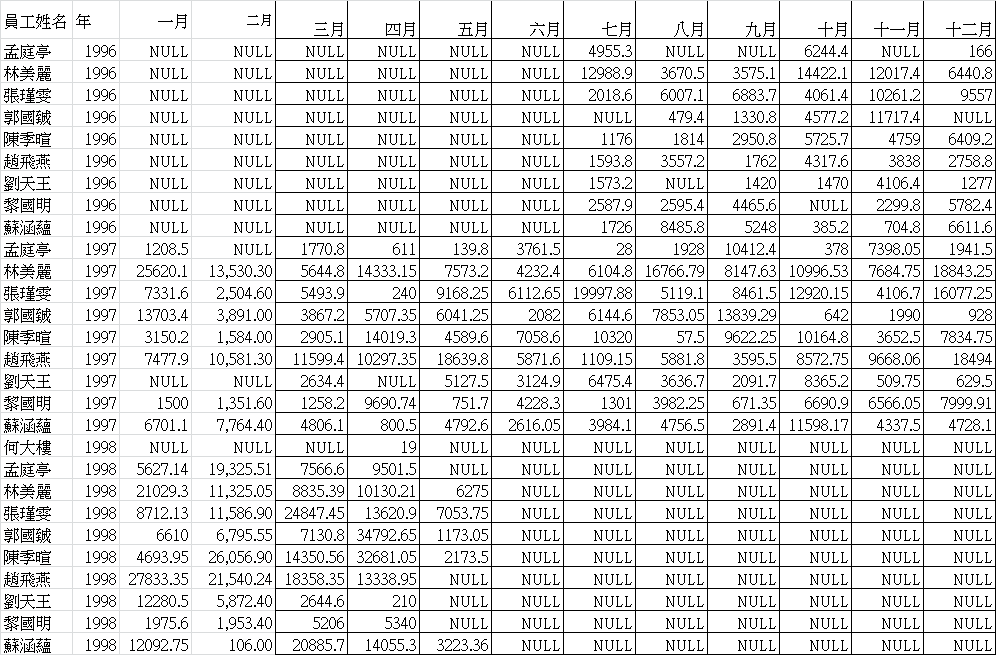 員工姓名 年 一月 二月 三月 四月 五月 六月 七月 八月 九月 十月 十一月 十二月
孟庭亭 1996 NULL NULL NULL NULL NULL NULL 4955.3 NULL NULL 6244.4 NULL 166
林美麗 1996 NULL NULL NULL NULL NULL NULL 12988.9 3670.5 3575.1 14422.1 12017.4 6440.8
張瑾雯 1996 NULL NULL NULL NULL NULL NULL 2018.6 6007.1 6883.7 4061.4 10261.2 9557
郭國臹 1996 NULL NULL NULL NULL NULL NULL NULL 479.4 1330.8 4577.2 11717.4 NULL
陳季暄 1996 NULL NULL NULL NULL NULL NULL 1176 1814 2950.8 5725.7 4759 6409.2
趙飛燕 1996 NULL NULL NULL NULL NULL NULL 1593.8 3557.2 1762 4317.6 3838 2758.8
劉天王 1996 NULL NULL NULL NULL NULL NULL 1573.2 NULL 1420 1470 4106.4 1277
黎國明 1996 NULL NULL NULL NULL NULL NULL 2587.9 2595.4 4465.6 NULL 2299.8 5782.4
蘇涵蘊 1996 NULL NULL NULL NULL NULL NULL 1726 8485.8 5248 385.2 704.8 6611.6
孟庭亭 1997 1208.5 NULL 1770.8 611 139.8 3761.5 28 1928 10412.4 378 7398.05 1941.5
林美麗 1997 25620.1 13,530.30 5644.8 14333.15 7573.2 4232.4 6104.8 16766.79 8147.63 10996.53 7684.75 18843.25
張瑾雯 1997 7331.6 2,504.60 5493.9 240 9168.25 6112.65 19997.88 5119.1 8461.5 12920.15 4106.7 16077.25
郭國臹 1997 13703.4 3,891.00 3867.2 5707.35 6041.25 2082 6144.6 7853.05 13839.29 642 1990 928
陳季暄 1997 3150.2 1,584.00 2905.1 14019.3 4589.6 7058.6 10320 57.5 9622.25 10164.8 3652.5 7834.75
趙飛燕 1997 7477.9 10,581.30 11599.4 10297.35 18639.8 5871.6 1109.15 5881.8 3595.5 8572.75 9668.06 18494
劉天王 1997 NULL NULL 2634.4 NULL 5127.5 3124.9 6475.4 3636.7 2091.7 8365.2 509.75 629.5
黎國明 1997 1500 1,351.60 1258.2 9690.74 751.7 4228.3 1301 3982.25 671.35 6690.9 6566.05 7999.91
蘇涵蘊 1997 6701.1 7,764.40 4806.1 800.5 4792.6 2616.05 3984.1 4756.5 2891.4 11598.17 4337.5 4728.1
何大樓 1998 NULL NULL NULL 19 NULL NULL NULL NULL NULL NULL NULL NULL
孟庭亭 1998 5627.14 19,325.51 7566.6 9501.5 NULL NULL NULL NULL NULL NULL NULL NULL
林美麗 1998 21029.3 11,325.05 8835.39 10130.21 6275 NULL NULL NULL NULL NULL NULL NULL
張瑾雯 1998 8712.13 11,586.90 24847.45 13620.9 7053.75 NULL NULL NULL NULL NULL NULL NULL
郭國臹 1998 6610 6,795.55 7130.8 34792.65 1173.05 NULL NULL NULL NULL NULL NULL NULL
陳季暄 1998 4693.95 26,056.90 14350.56 32681.05 2173.5 NULL NULL NULL NULL NULL NULL NULL
趙飛燕 1998 27833.35 21,540.24 18358.35 13338.95 NULL NULL NULL NULL NULL NULL NULL NULL
劉天王 1998 12280.5 5,872.40 2644.6 210 NULL NULL NULL NULL NULL NULL NULL NULL
黎國明 1998 1975.6 1,953.40 5206 5340 NULL NULL NULL NULL NULL NULL NULL NULL
蘇涵蘊 1998 12092.75 106.00 20885.7 14055.3 3223.36 NULL NULL NULL NULL NULL NULL NULL